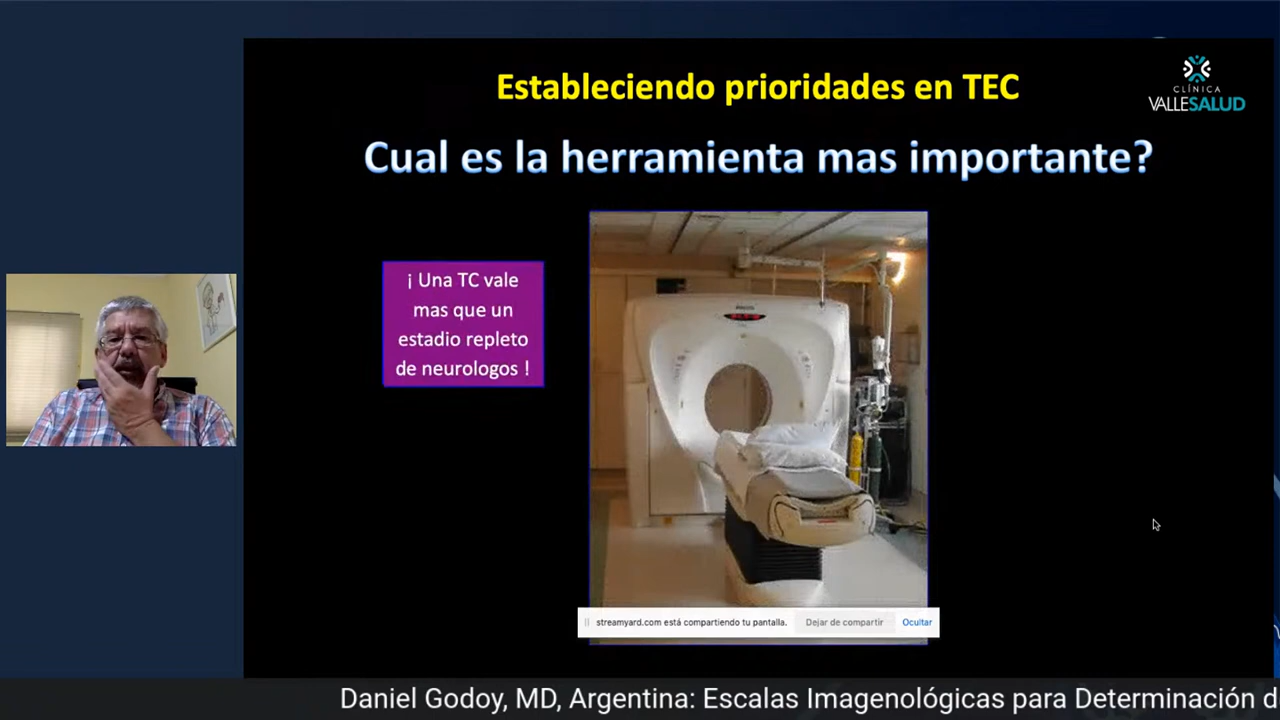 Estableciendo prioridades en TEC
CLÍNICA
VALLESALUD
Cual es la herramienta mas importante?
¡ Una TC vale
mas que un
estadio repleto
de neurologos !
streamyard.com está compartiendo tu pantalla.
Dejar de compartir
Ocultar
Daniel Godoy, MD, Argentina: Escalas Imagenológicas para Determinación d